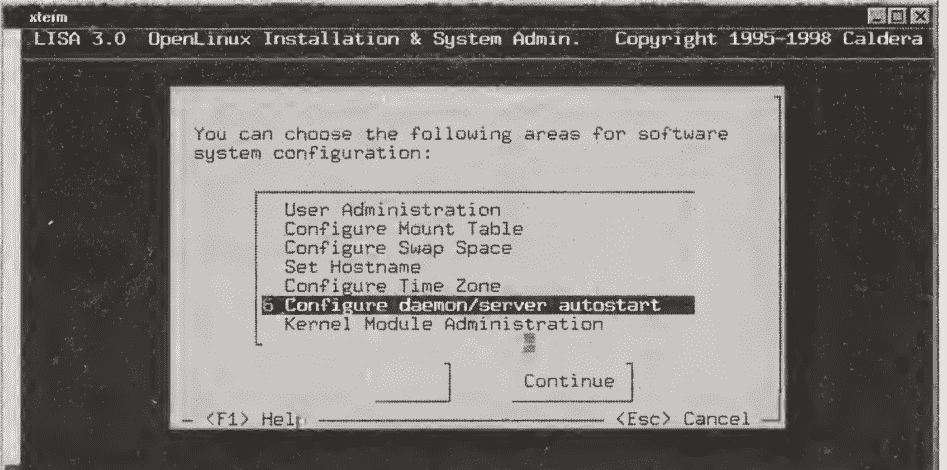 xterm
LISA 3.0 OpenLinux Installation & System Admin. Copyright 1995-1998 Caldera
You can choose the following areas for software
system configuration:
User Administration
Configure Mount Table
Configure Swap Space
Set Hostname
Configure Time Zone
6 Configure daemon/server autostart
Kernel Module Administration
Continue
<F1> Help <Esc> Cancel